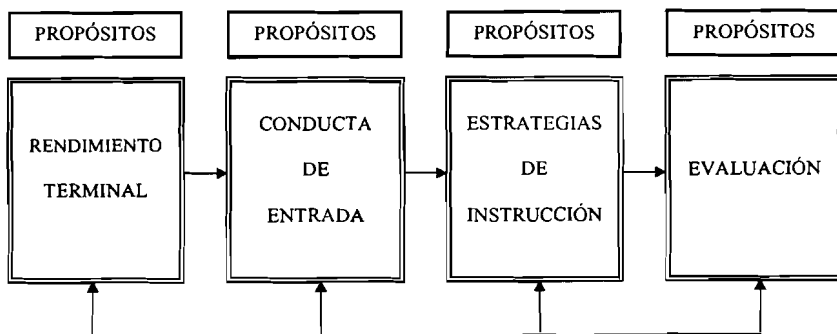 PROPÓSITOS
PROPÓSITOS
PROPÓSITOS
PROPÓSITOS
RENDIMIENTO
TERMINAL
CONDUCTA
DE
ENTRADA
ESTRATEGIAS
DE
INSTRUCCIÓN
EVALUACIÓN